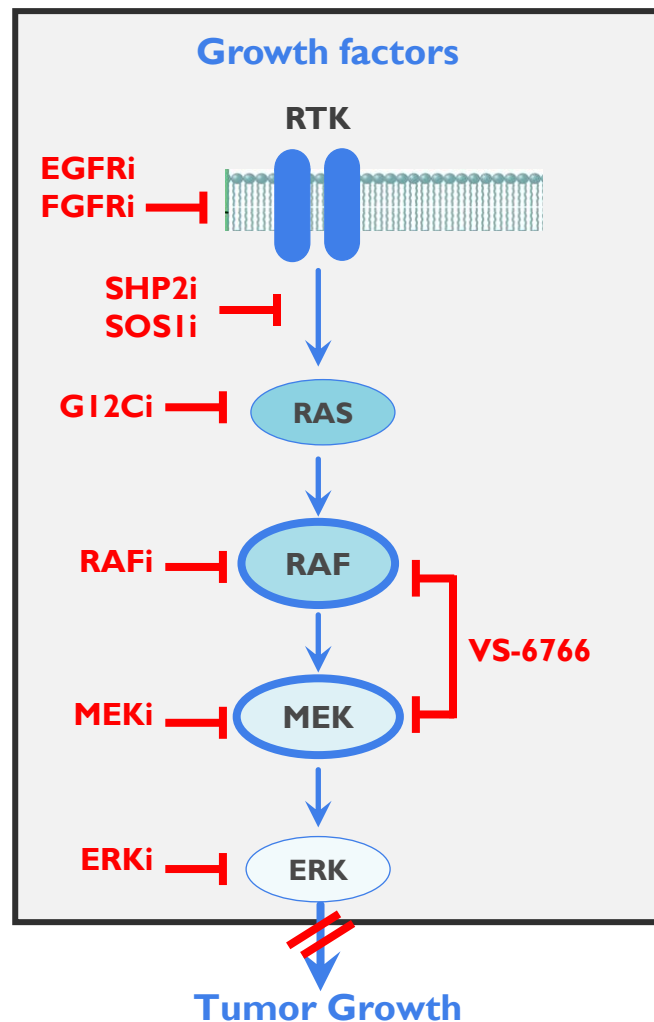 Growth factors
RTK
EGFRi
FGFRi
SHP2i
SOS1i
G12Ci
RAS
RAFi
RAF
VS-6766
MEKi
MEK
ERKi
ERK
Tumor Growth